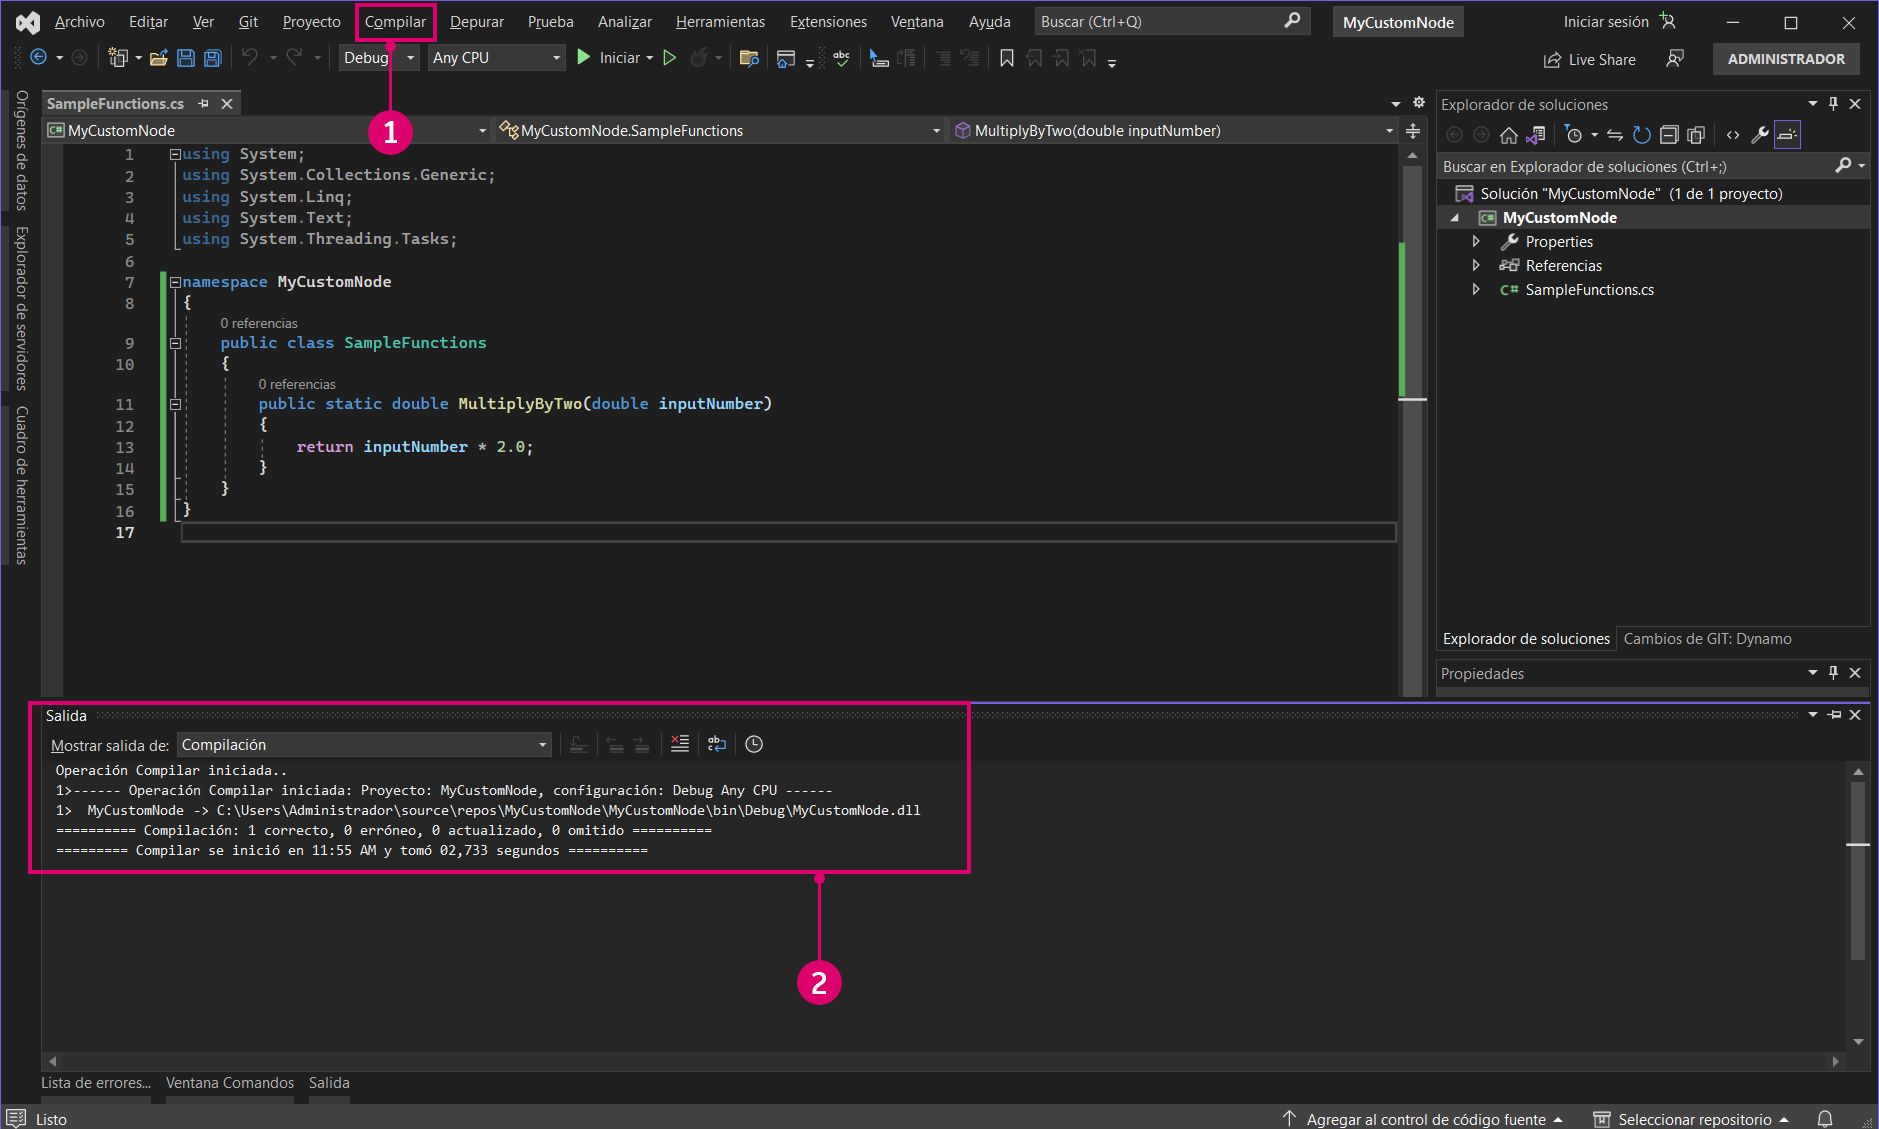 Archivo Editar Ver Git Proyecto Compilar Depurar Prueba Analizar Herramientas Extensiones Ventana Ayuda Buscar (Ctrl+Q) MyCustomNode Iniciar sesión
Debug Any CPU Iniciar abc Live Share ADMINISTRADOR
1
Orígenes de datos
Explorador de servidores
Cuadro de herramientas
SampleFunctions.cs
C# MyCustomNode MyCustomNode.SampleFunctions MultiplyByTwo(double inputNumber)
1 using System;
2 using System.Collections.Generic;
3 using System.Linq;
4 using System.Text;
5 using System.Threading.Tasks;
6
7 namespace MyCustomNode
8 {
0 referencias
9 public class SampleFunctions
10 {
0 referencias
11 public static double MultiplyByTwo(double inputNumber)
12 {
13 return inputNumber * 2.0;
14 }
15 }
16 }
17
Explorador de soluciones
Buscar en Explorador de soluciones (Ctrl+;)
Solución "MyCustomNode" (1 de 1 proyecto)
C# MyCustomNode
Properties
Referencias
C# SampleFunctions.cs
Explorador de soluciones Cambios de GIT: Dynamo
Propiedades
Salida
Mostrar salida de: Compilación
Operación Compilar iniciada..
1>------ Operación Compilar iniciada: Proyecto: MyCustomNode, configuración: Debug Any CPU ------
1> MyCustomNode -> C:\Users\Administrador\source\repos\MyCustomNode\MyCustomNode\bin\Debug\MyCustomNode.dll
========== Compilación: 1 correcto, 0 erróneo, 0 actualizado, 0 omitido ==========
========= Compilar se inició en 11:55 AM y tomó 02,733 segundos ==========
2
Lista de errores... Ventana Comandos Salida
Listo Agregar al control de código fuente Seleccionar repositorio